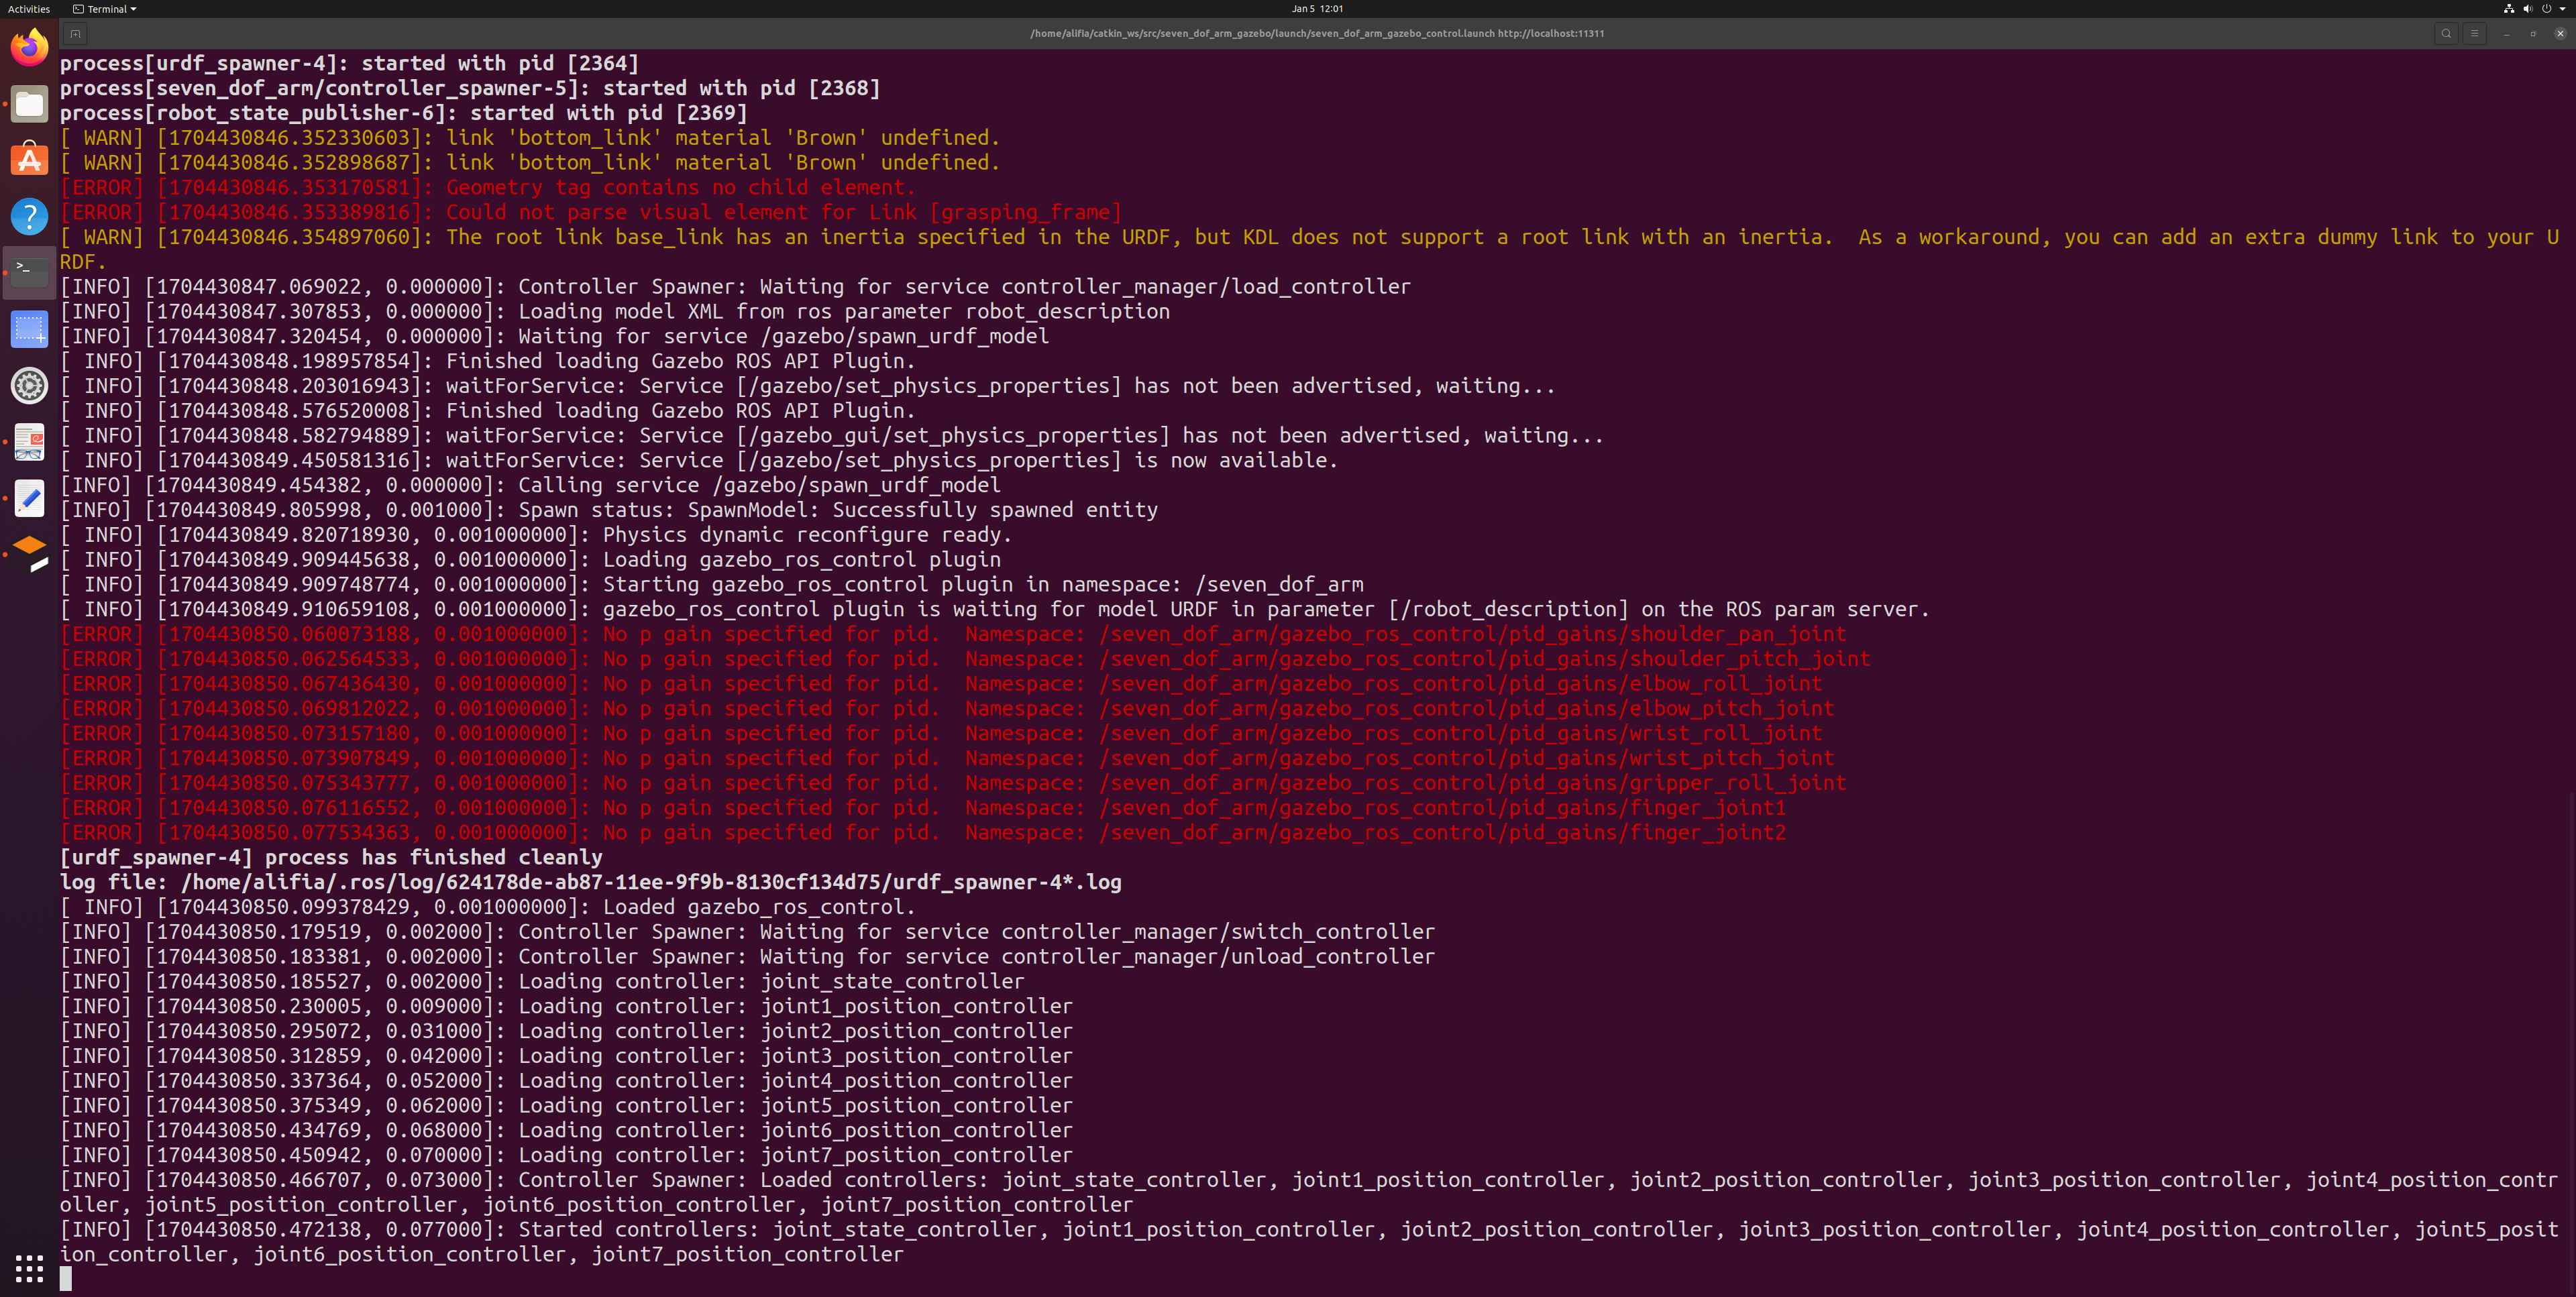 Activities
Terminal
Jan 5 12:01
/home/alifia/catkin_ws/src/seven_dof_arm_gazebo/launch/seven_dof_arm_gazebo_control.launch http://localhost:11311
process[urdf_spawner-4]: started with pid [2364]
process[seven_dof_arm/controller_spawner-5]: started with pid [2368]
process[robot_state_publisher-6]: started with pid [2369]
[ WARN] [1704430846.352330603]: link 'bottom_link' material 'Brown' undefined.
[ WARN] [1704430846.352898687]: link 'bottom_link' material 'Brown' undefined.
[ERROR] [1704430846.353170581]: Geometry tag contains no child element.
[ERROR] [1704430846.353389816]: Could not parse visual element for Link [grasping_frame]
[ WARN] [1704430846.354897060]: The root link base_link has an inertia specified in the URDF, but KDL does not support a root link with an inertia.  As a workaround, you can add an extra dummy link to your U
RDF.
[INFO] [1704430847.069022, 0.000000]: Controller Spawner: Waiting for service controller_manager/load_controller
[INFO] [1704430847.307853, 0.000000]: Loading model XML from ros parameter robot_description
[INFO] [1704430847.320454, 0.000000]: Waiting for service /gazebo/spawn_urdf_model
[ INFO] [1704430848.198957854]: Finished loading Gazebo ROS API Plugin.
[ INFO] [1704430848.203016943]: waitForService: Service [/gazebo/set_physics_properties] has not been advertised, waiting...
[ INFO] [1704430848.576520008]: Finished loading Gazebo ROS API Plugin.
[ INFO] [1704430848.582794889]: waitForService: Service [/gazebo_gui/set_physics_properties] has not been advertised, waiting...
[ INFO] [1704430849.450581316]: waitForService: Service [/gazebo/set_physics_properties] is now available.
[INFO] [1704430849.454382, 0.000000]: Calling service /gazebo/spawn_urdf_model
[INFO] [1704430849.805998, 0.001000]: Spawn status: SpawnModel: Successfully spawned entity
[ INFO] [1704430849.820718930, 0.001000000]: Physics dynamic reconfigure ready.
[ INFO] [1704430849.909445638, 0.001000000]: Loading gazebo_ros_control plugin
[ INFO] [1704430849.909748774, 0.001000000]: Starting gazebo_ros_control plugin in namespace: /seven_dof_arm
[ INFO] [1704430849.910659108, 0.001000000]: gazebo_ros_control plugin is waiting for model URDF in parameter [/robot_description] on the ROS param server.
[ERROR] [1704430850.060073188, 0.001000000]: No p gain specified for pid.  Namespace: /seven_dof_arm/gazebo_ros_control/pid_gains/shoulder_pan_joint
[ERROR] [1704430850.062564533, 0.001000000]: No p gain specified for pid.  Namespace: /seven_dof_arm/gazebo_ros_control/pid_gains/shoulder_pitch_joint
[ERROR] [1704430850.067436430, 0.001000000]: No p gain specified for pid.  Namespace: /seven_dof_arm/gazebo_ros_control/pid_gains/elbow_roll_joint
[ERROR] [1704430850.069812022, 0.001000000]: No p gain specified for pid.  Namespace: /seven_dof_arm/gazebo_ros_control/pid_gains/elbow_pitch_joint
[ERROR] [1704430850.073157180, 0.001000000]: No p gain specified for pid.  Namespace: /seven_dof_arm/gazebo_ros_control/pid_gains/wrist_roll_joint
[ERROR] [1704430850.073907849, 0.001000000]: No p gain specified for pid.  Namespace: /seven_dof_arm/gazebo_ros_control/pid_gains/wrist_pitch_joint
[ERROR] [1704430850.075343777, 0.001000000]: No p gain specified for pid.  Namespace: /seven_dof_arm/gazebo_ros_control/pid_gains/gripper_roll_joint
[ERROR] [1704430850.076116552, 0.001000000]: No p gain specified for pid.  Namespace: /seven_dof_arm/gazebo_ros_control/pid_gains/finger_joint1
[ERROR] [1704430850.077534363, 0.001000000]: No p gain specified for pid.  Namespace: /seven_dof_arm/gazebo_ros_control/pid_gains/finger_joint2
[urdf_spawner-4] process has finished cleanly
log file: /home/alifia/.ros/log/624178de-ab87-11ee-9f9b-8130cf134d75/urdf_spawner-4*.log
[ INFO] [1704430850.099378429, 0.001000000]: Loaded gazebo_ros_control.
[INFO] [1704430850.179519, 0.002000]: Controller Spawner: Waiting for service controller_manager/switch_controller
[INFO] [1704430850.183381, 0.002000]: Controller Spawner: Waiting for service controller_manager/unload_controller
[INFO] [1704430850.185527, 0.002000]: Loading controller: joint_state_controller
[INFO] [1704430850.230005, 0.009000]: Loading controller: joint1_position_controller
[INFO] [1704430850.295072, 0.031000]: Loading controller: joint2_position_controller
[INFO] [1704430850.312859, 0.042000]: Loading controller: joint3_position_controller
[INFO] [1704430850.337364, 0.052000]: Loading controller: joint4_position_controller
[INFO] [1704430850.375349, 0.062000]: Loading controller: joint5_position_controller
[INFO] [1704430850.434769, 0.068000]: Loading controller: joint6_position_controller
[INFO] [1704430850.450942, 0.070000]: Loading controller: joint7_position_controller
[INFO] [1704430850.466707, 0.073000]: Controller Spawner: Loaded controllers: joint_state_controller, joint1_position_controller, joint2_position_controller, joint3_position_controller, joint4_position_contr
oller, joint5_position_controller, joint6_position_controller, joint7_position_controller
[INFO] [1704430850.472138, 0.077000]: Started controllers: joint_state_controller, joint1_position_controller, joint2_position_controller, joint3_position_controller, joint4_position_controller, joint5_posit
ion_controller, joint6_position_controller, joint7_position_controller